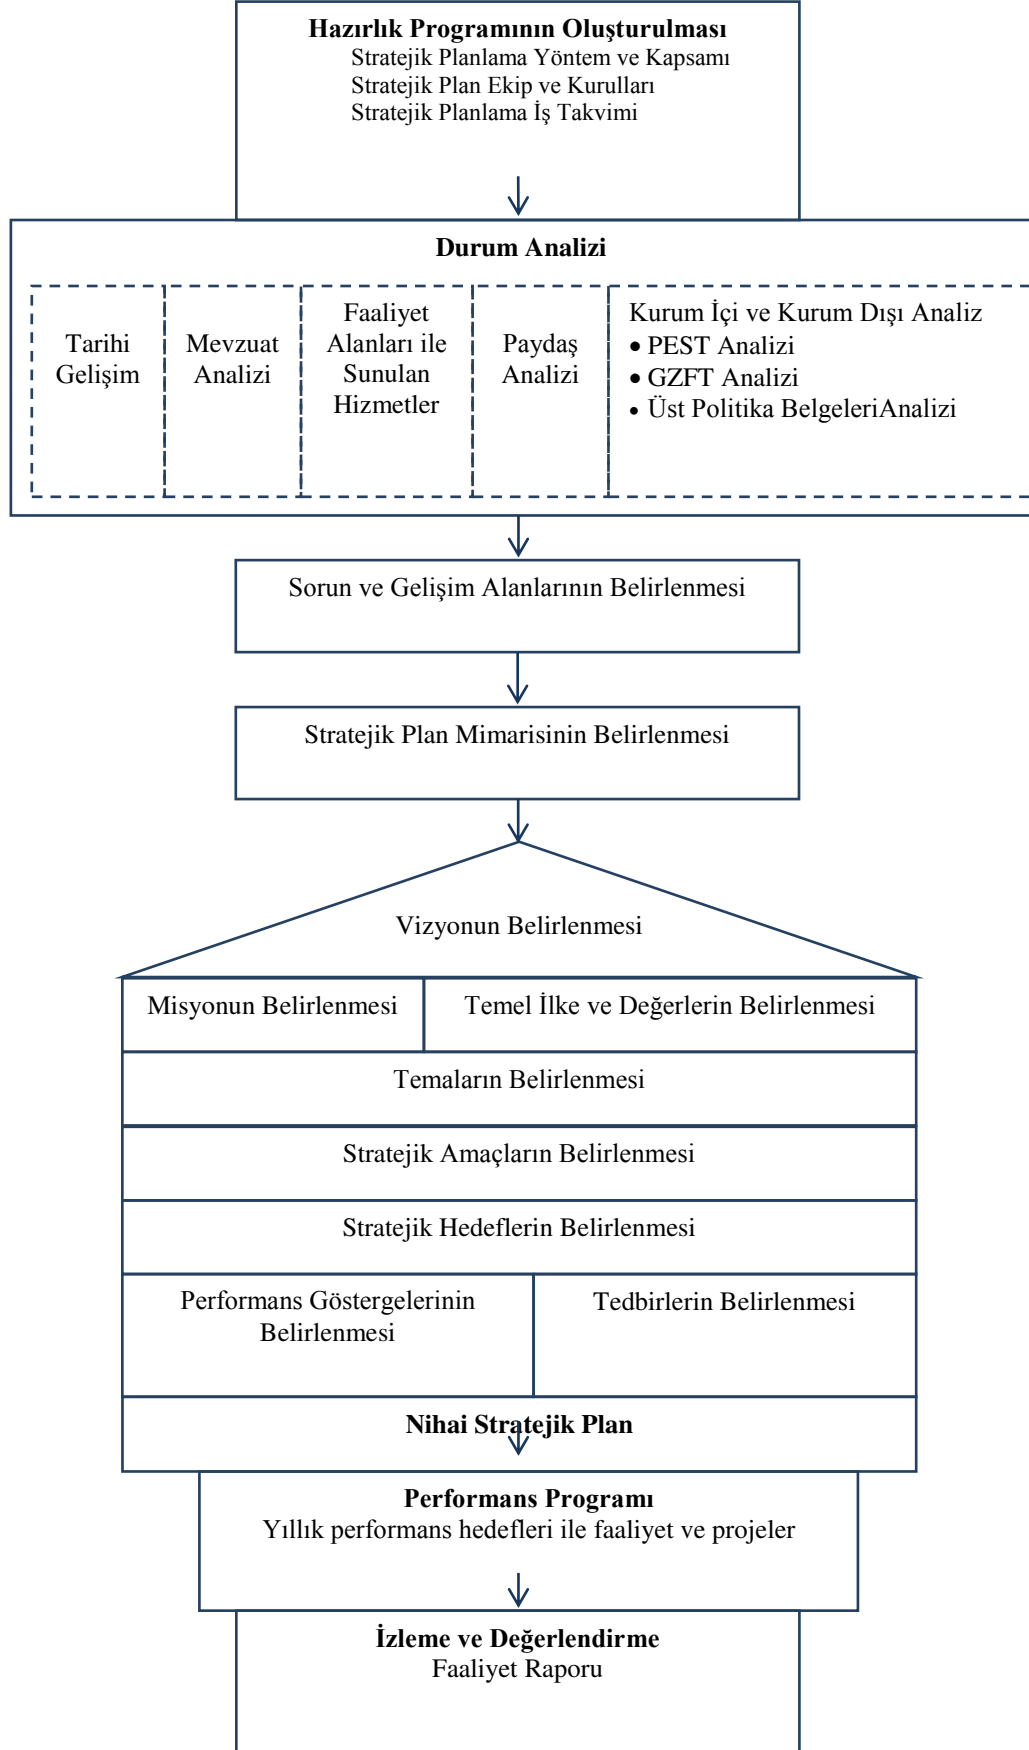 Hazırlık Programının Oluşturulması
Stratejik Planlama Yöntem ve Kapsamı
Stratejik Plan Ekip ve Kurulları
Stratejik Planlama İş Takvimi
Durum Analizi
Tarihi
Gelişim
Mevzuat
Analizi
Faaliyet
Alanları ile
Sunulan
Hizmetler
Paydaş
Analizi
Kurum İçi ve Kurum Dışı Analiz
• PEST Analizi
• GZFT Analizi
• Üst Politika BelgeleriAnalizi
Sorun ve Gelişim Alanlarının Belirlenmesi
Stratejik Plan Mimarisinin Belirlenmesi
Vizyonun Belirlenmesi
Misyonun Belirlenmesi
Temel İlke ve Değerlerin Belirlenmesi
Temaların Belirlenmesi
Stratejik Amaçların Belirlenmesi
Stratejik Hedeflerin Belirlenmesi
Performans Göstergelerinin
Belirlenmesi
Tedbirlerin Belirlenmesi
Nihai Stratejik Plan
Performans Programı
Yıllık performans hedefleri ile faaliyet ve projeler
İzleme ve Değerlendirme
Faaliyet Raporu